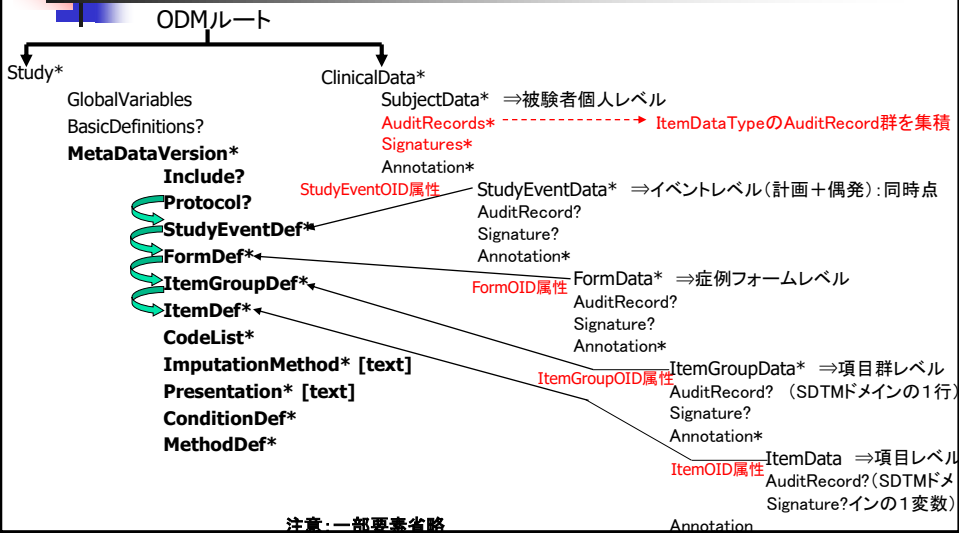 ODMルート
Study*
GlobalVariables
BasicDefinitions?
MetaDataVersion*
Include?
Protocol?
StudyEventDef*
FormDef*
ItemGroupDef*
ItemDef*
CodeList*
ImputationMethod* [text]
Presentation* [text]
ConditionDef*
MethodDef*
ClinicalData*
SubjectData* ⇒被験者個人レベル
AuditRecords* ItemDataTypeのAuditRecord群を集積
Signatures*
Annotation*
StudyEventOID属性 StudyEventData* ⇒イベントレベル(計画+偶発):同時点
AuditRecord?
Signature?
Annotation*
FormOID属性 FormData* ⇒症例フォームレベル
AuditRecord?
Signature?
Annotation*
ItemGroupOID属性 ItemGroupData* ⇒項目群レベル
AuditRecord? (SDTMドメインの1行)
Signature?
Annotation*
ItemOID属性 ItemData ⇒項目レベル
AuditRecord?(SDTMドメ
Signature?インの1変数)
Annotation
注意:一部要素省略